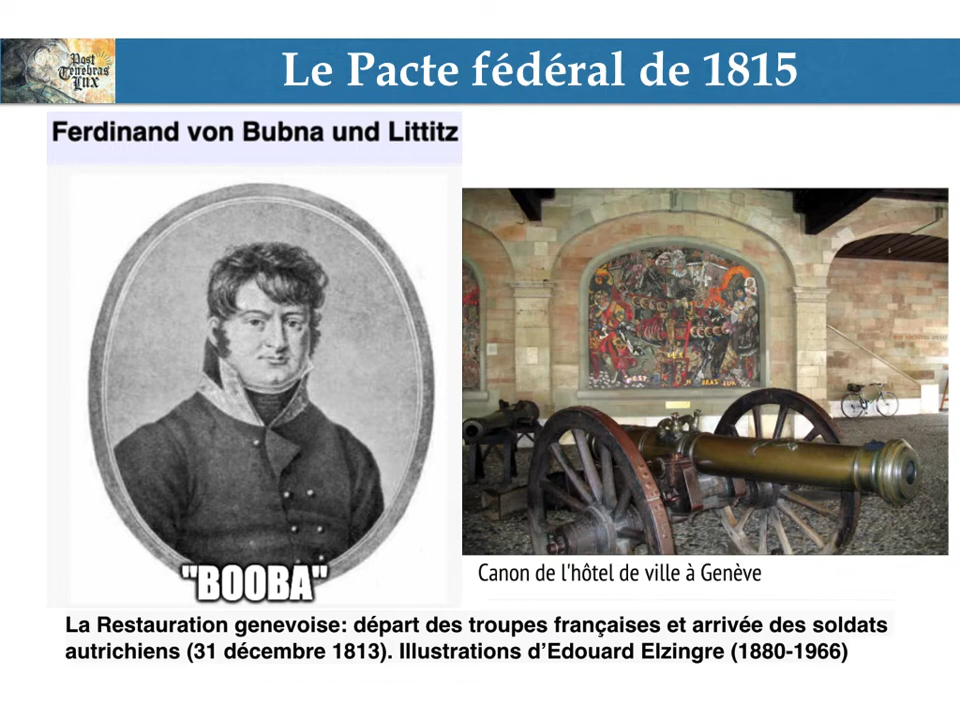 Post
Tenebras
Lux
Le Pacte fédéral de 1815
Ferdinand von Bubna und Littitz
"BOOBA"
Canon de l'hôtel de ville à Genève
La Restauration genevoise: départ des troupes françaises et arrivée des soldats
autrichiens (31 décembre 1813). Illustrations d'Edouard Elzingre (1880-1966)